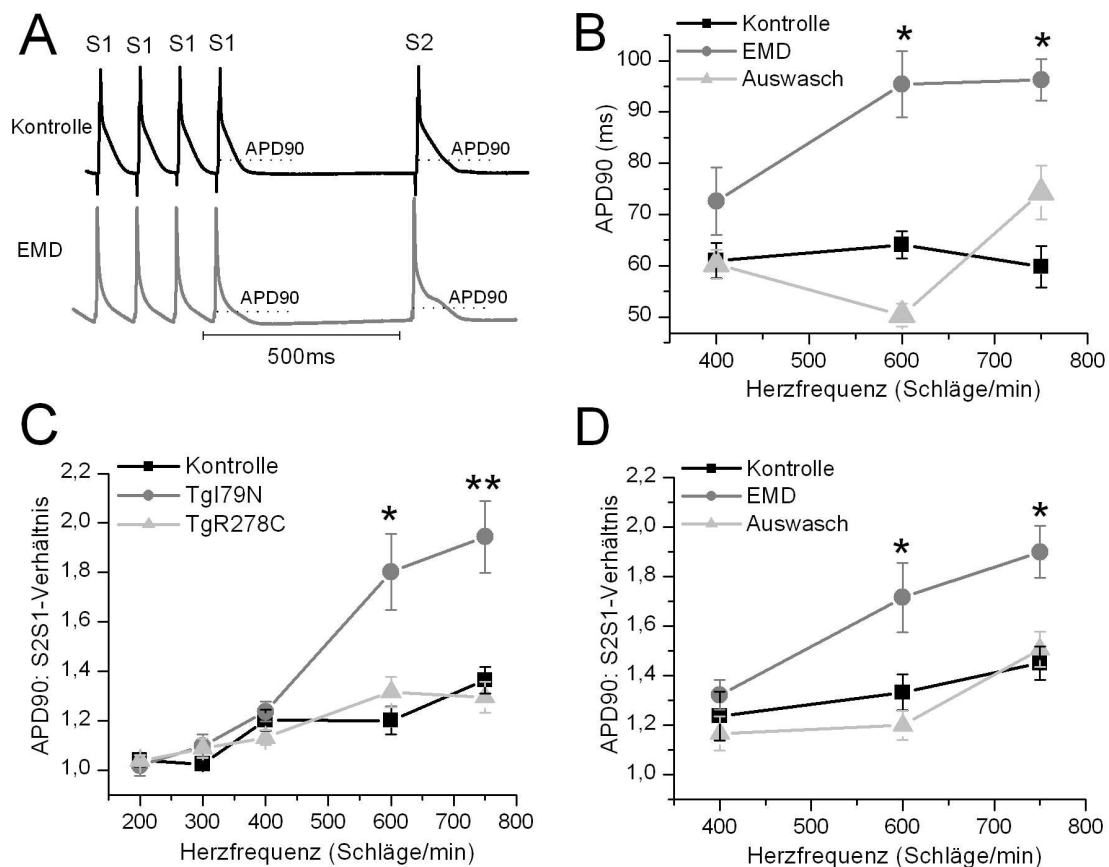 A
S1 S1 S1 S1 S2
Kontrolle
APD90 APD90
EMD
APD90 APD90
500ms
B
Kontrolle
EMD
Auswasch
* *
APD90 (ms)
100
90
80
70
60
50
400 500 600 700 800
Herzfrequenz (Schläge/min)
C
Kontrolle
TgI79N
TgR278C
* **
APD90: S2S1-Verhältnis
2,2
2,0
1,8
1,6
1,4
1,2
1,0
200 300 400 500 600 700 800
Herzfrequenz (Schläge/min)
D
Kontrolle
EMD
Auswasch
* *
APD90: S2S1-Verhältnis
2,2
2,0
1,8
1,6
1,4
1,2
1,0
400 500 600 700 800
Herzfrequenz (Schläge/min)